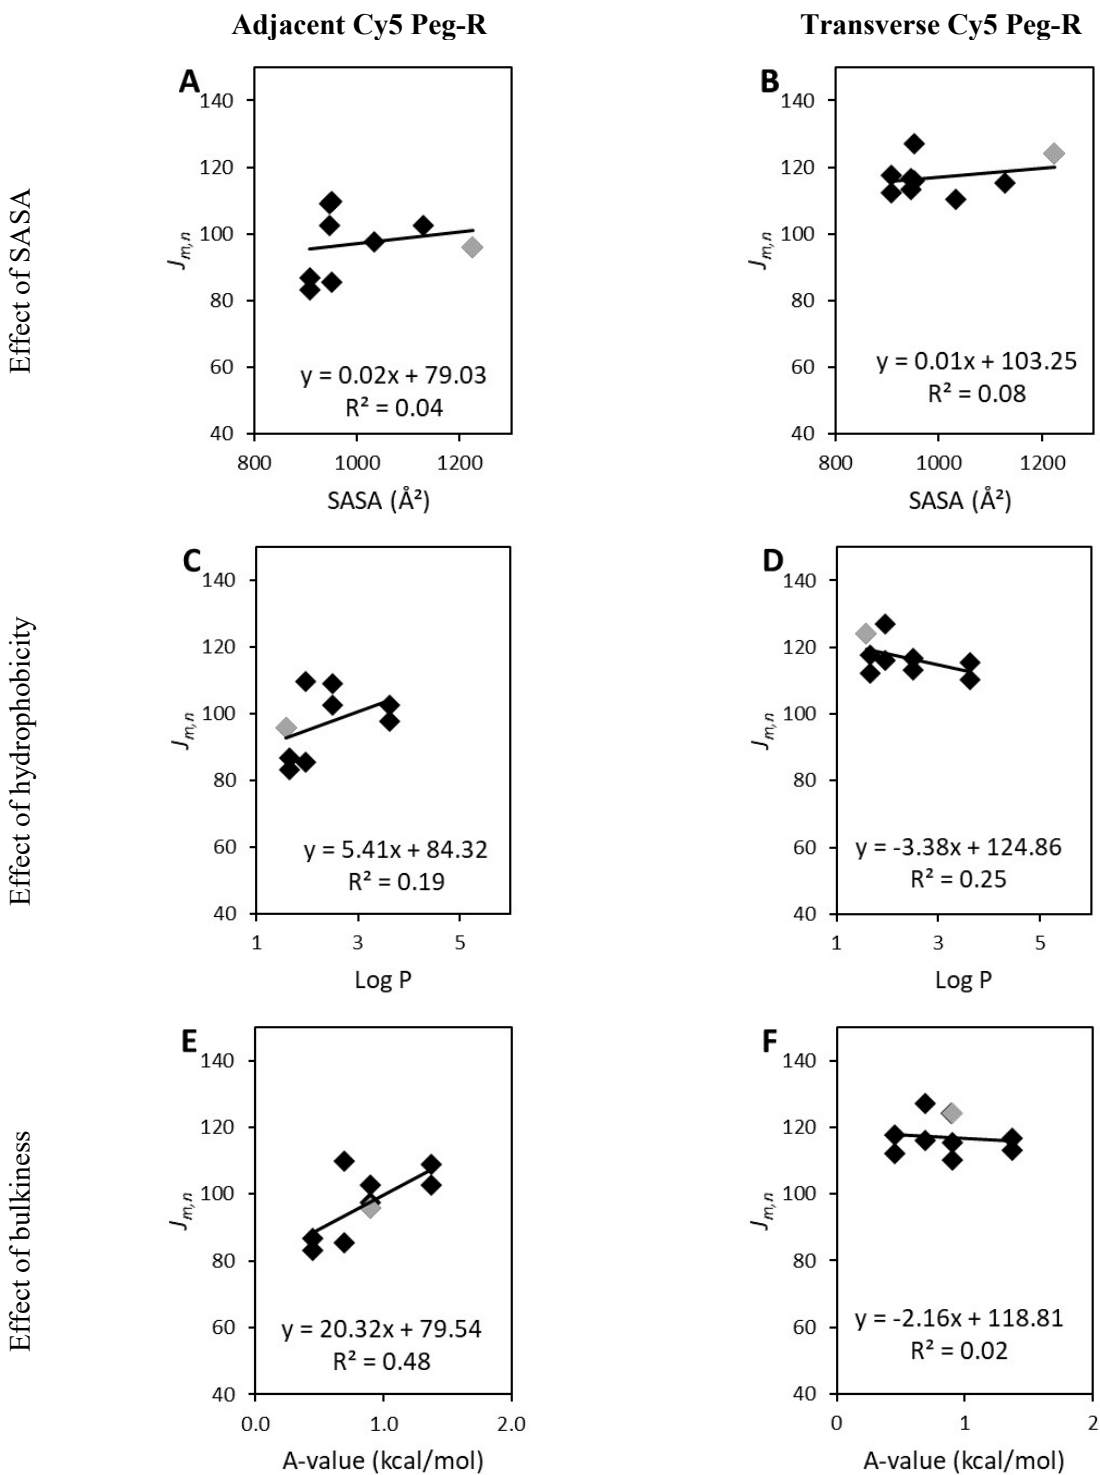 Adjacent Cy5 Peg-R
Transverse Cy5 Peg-R
Effect of SASA
A
140
120
100
80
60
40
J m,n
y = 0.02x + 79.03
R² = 0.04
800 1000 1200
SASA (Å²)
B
140
120
100
80
60
40
J m,n
y = 0.01x + 103.25
R² = 0.08
800 1000 1200
SASA (Å²)
Effect of hydrophobicity
C
140
120
100
80
60
40
J m,n
y = 5.41x + 84.32
R² = 0.19
1 3 5
Log P
D
140
120
100
80
60
40
J m,n
y = -3.38x + 124.86
R² = 0.25
1 3 5
Log P
Effect of bulkiness
E
140
120
100
80
60
40
J m,n
y = 20.32x + 79.54
R² = 0.48
0.0 1.0 2.0
A-value (kcal/mol)
F
140
120
100
80
60
40
J m,n
y = -2.16x + 118.81
R² = 0.02
0 1 2
A-value (kcal/mol)